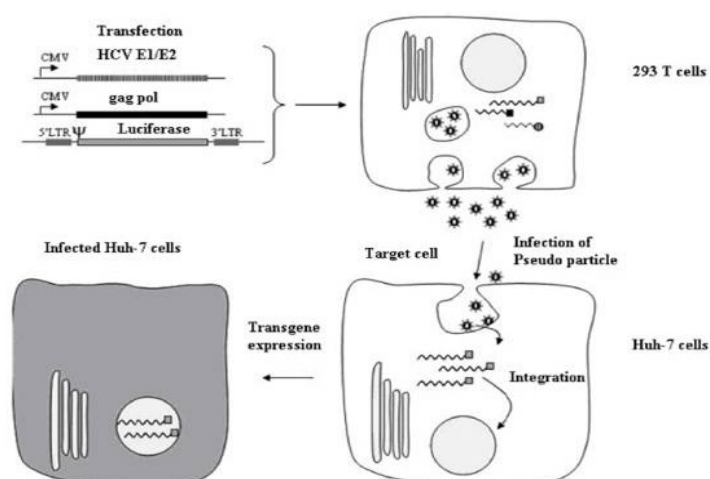 Transfection
HCV E1/E2
CMV
gag pol
CMV
Luciferase
5'LTR
Ψ
3'LTR
293 T cells
Infection of
Pseudo particle
Target cell
Infected Huh-7 cells
Transgene
expression
Integration
Huh-7 cells